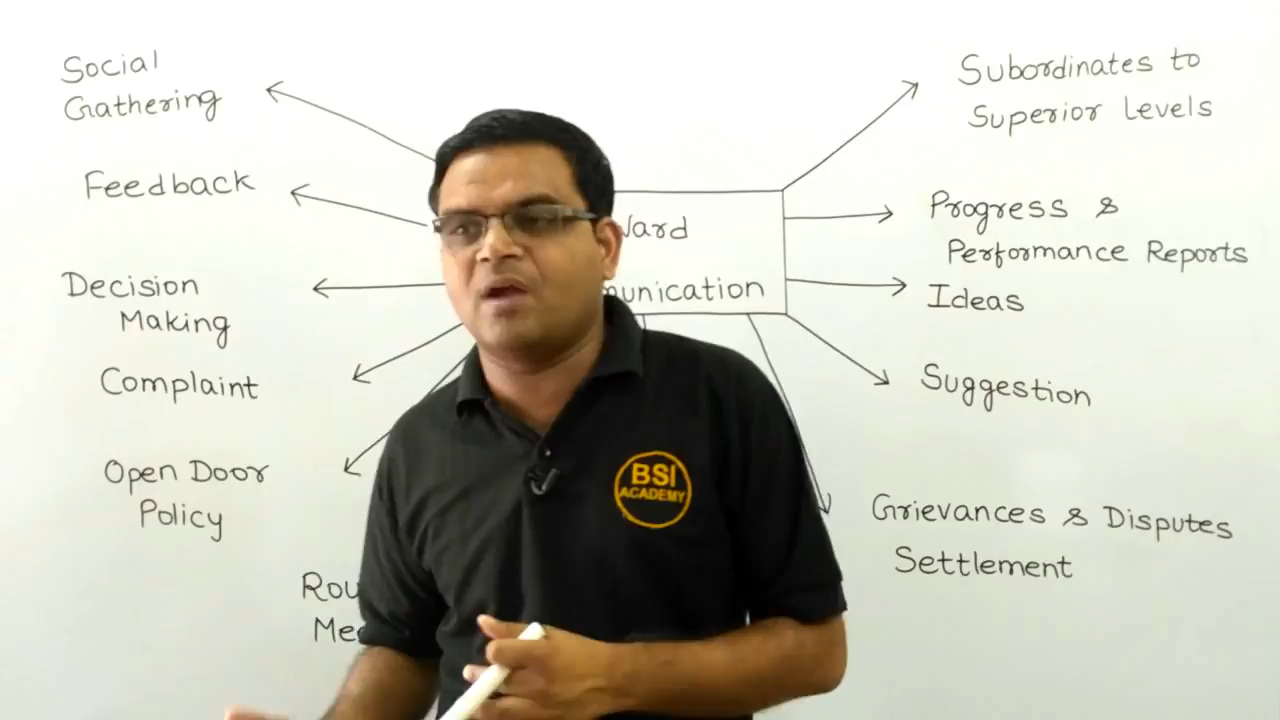 Social
Gathering
Feedback
Decision
Making
Complaint
Open Door
Policy
Subordinates to
Superior Levels
Progress &
Performance Reports
Ideas
Suggestion
Grievances & Disputes
Settlement
BSI
ACADEMY